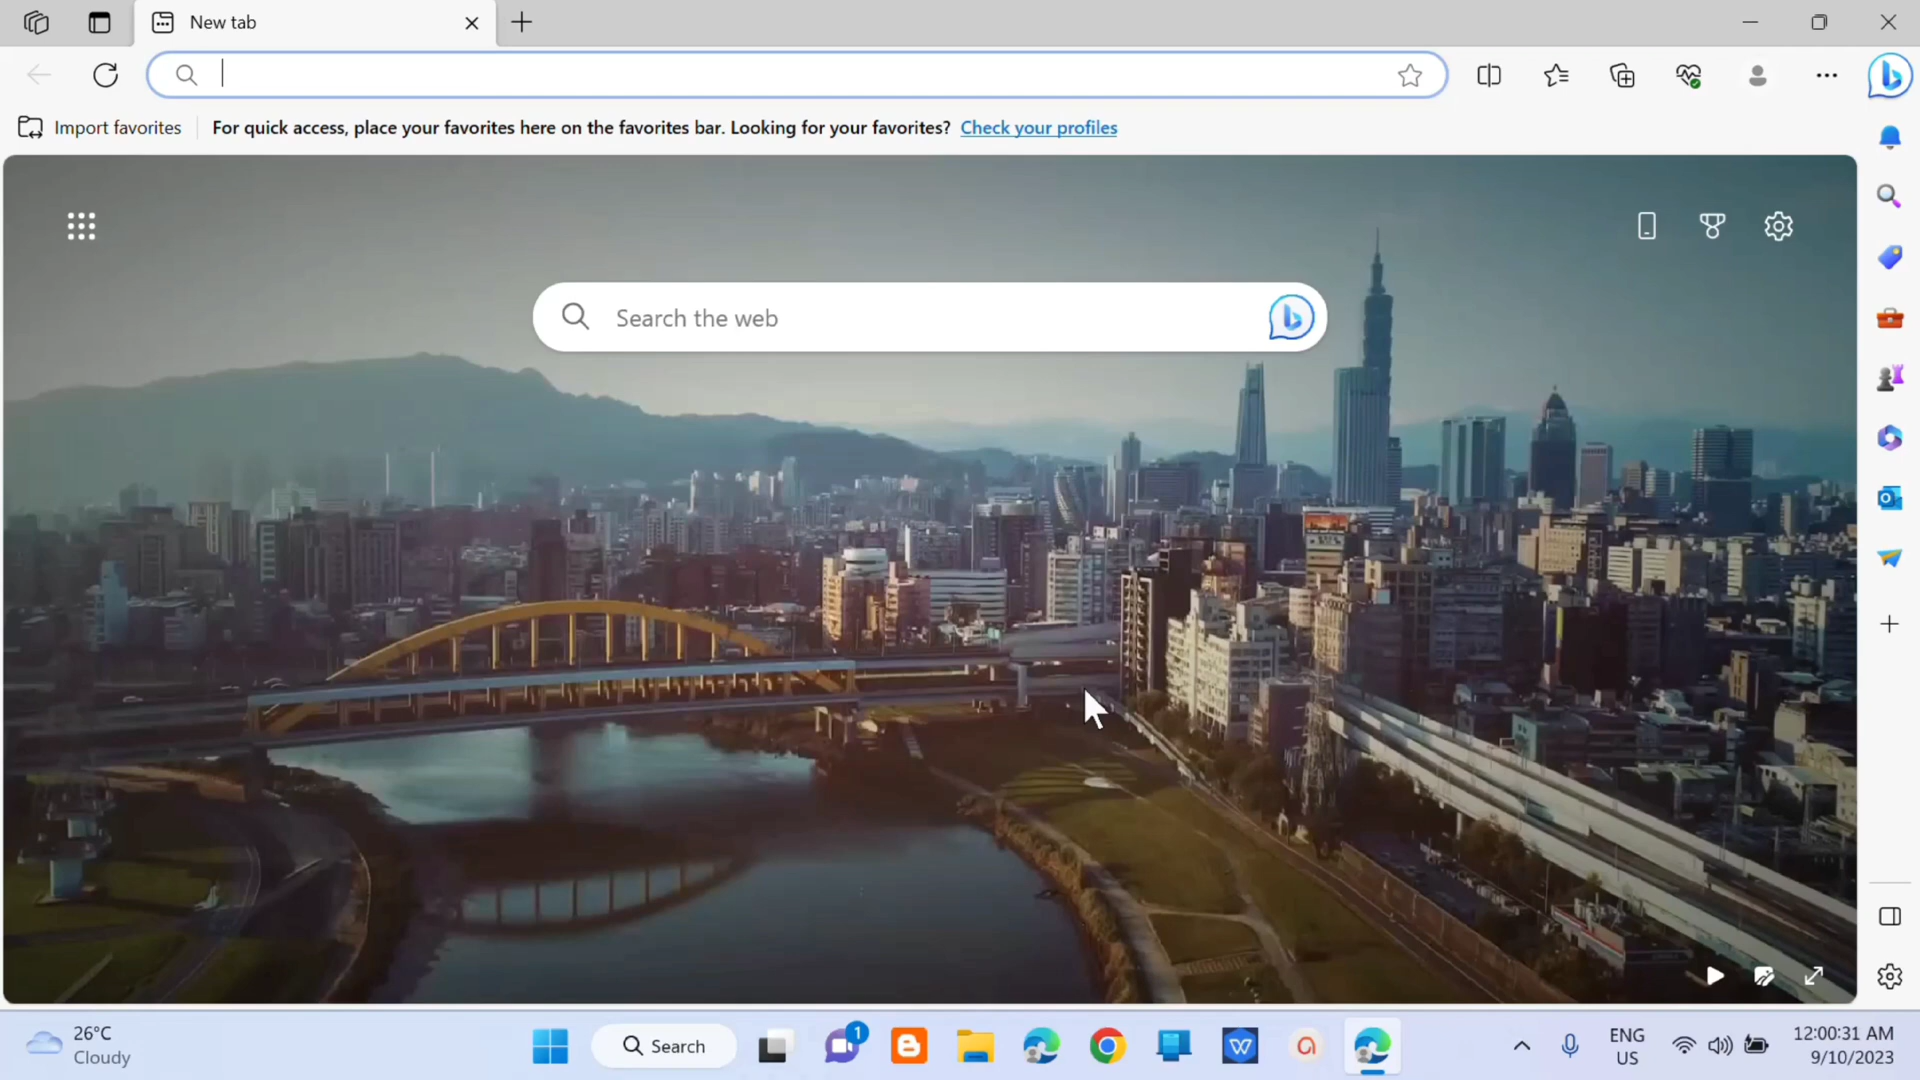 New tab
Import favorites
For quick access, place your favorites here on the favorites bar. Looking for your favorites? Check your profiles
Search the web
26°C
Cloudy
Search
1
ENG
US
12:00:31 AM
9/10/2023